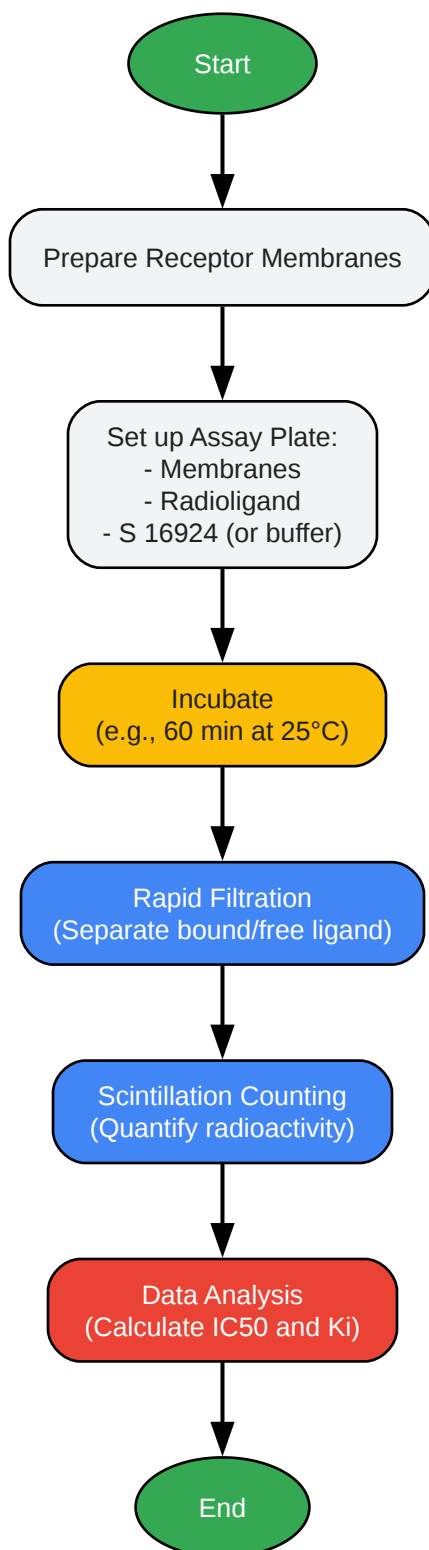 Start
Prepare Receptor Membranes
Set up Assay Plate:
- Membranes
- Radioligand
- S 16924 (or buffer)
Incubate
(e.g., 60 min at 25°C)
Rapid Filtration
(Separate bound/free ligand)
Scintillation Counting
(Quantify radioactivity)
Data Analysis
(Calculate IC50 and Ki)
End